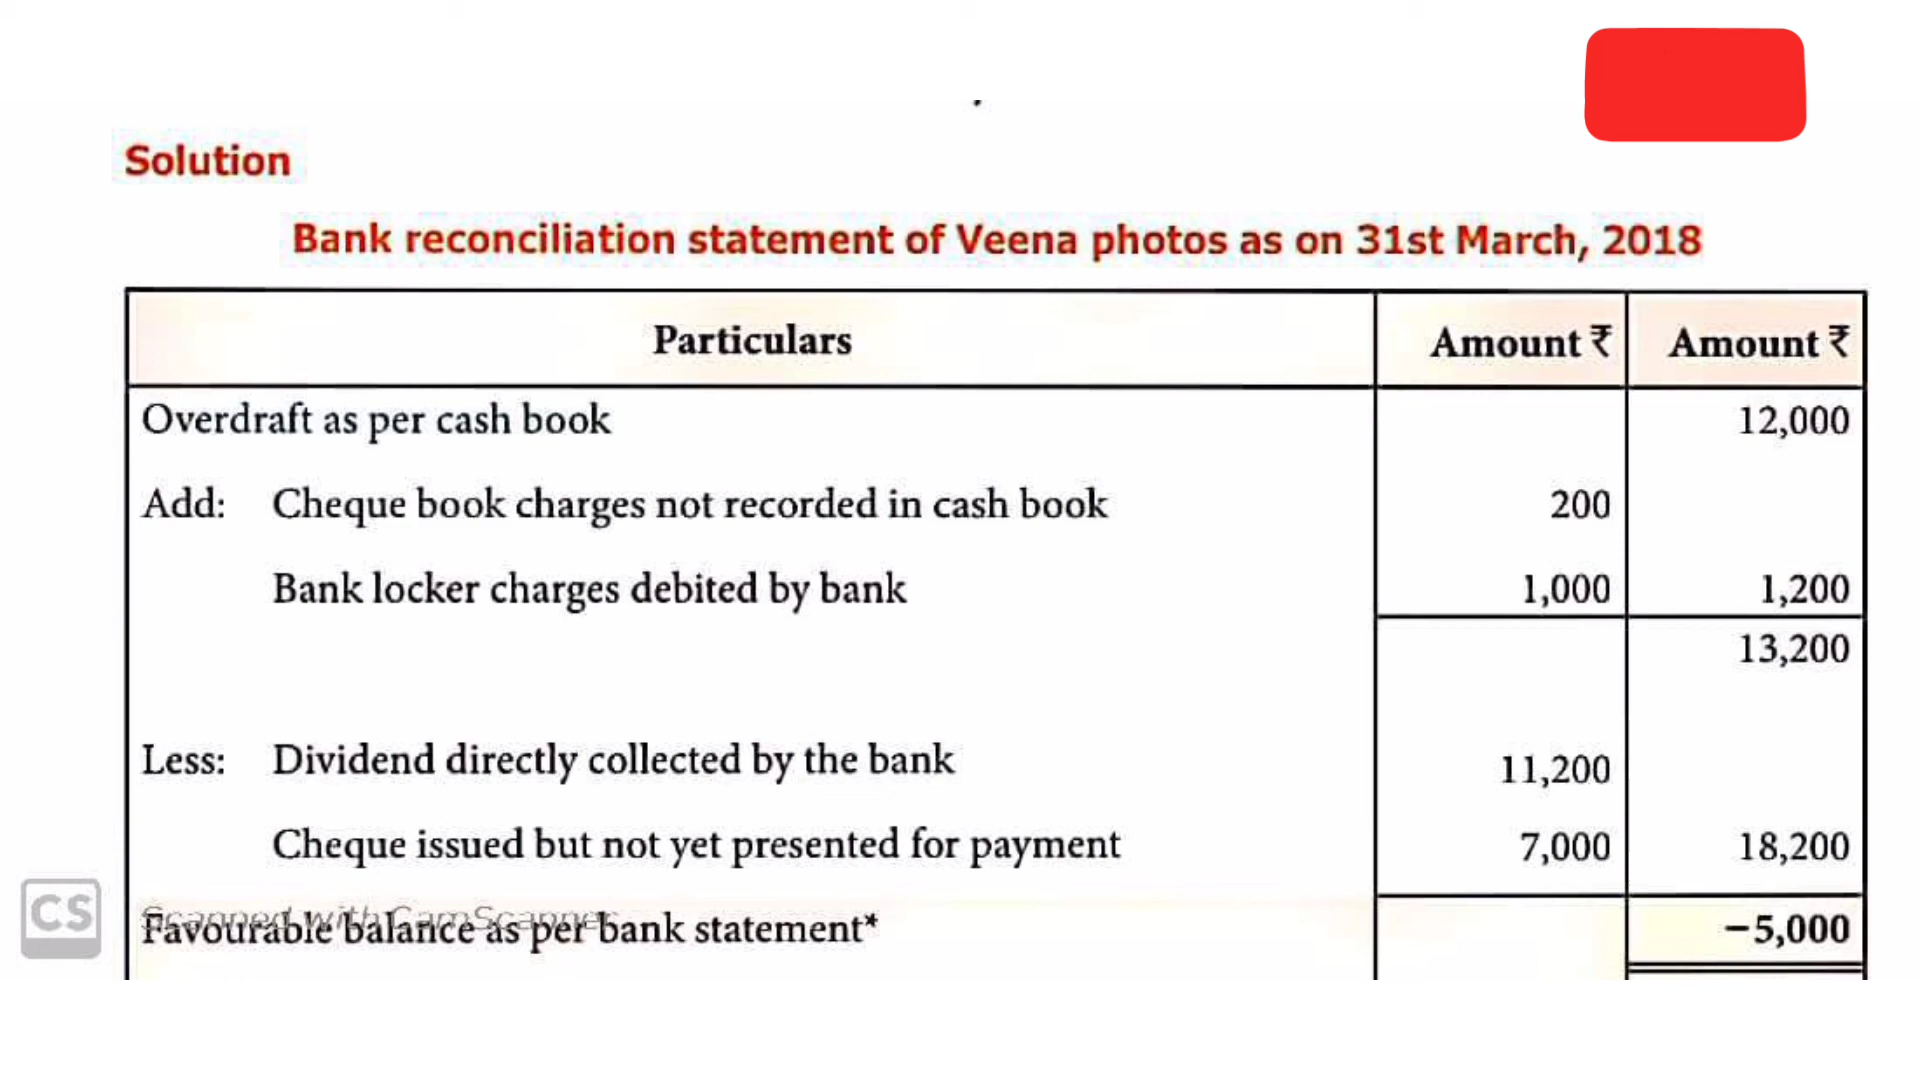 Solution
Bank reconciliation statement of Veena photos as on 31st March, 2018
Particulars Amount ₹ Amount ₹
Overdraft as per cash book 12,000
Add: Cheque book charges not recorded in cash book 200
Bank locker charges debited by bank 1,000 1,200
13,200
Less: Dividend directly collected by the bank 11,200
Cheque issued but not yet presented for payment 7,000 18,200
CS Scanned with CamScanner
Favourable balance as per bank statement* −5,000